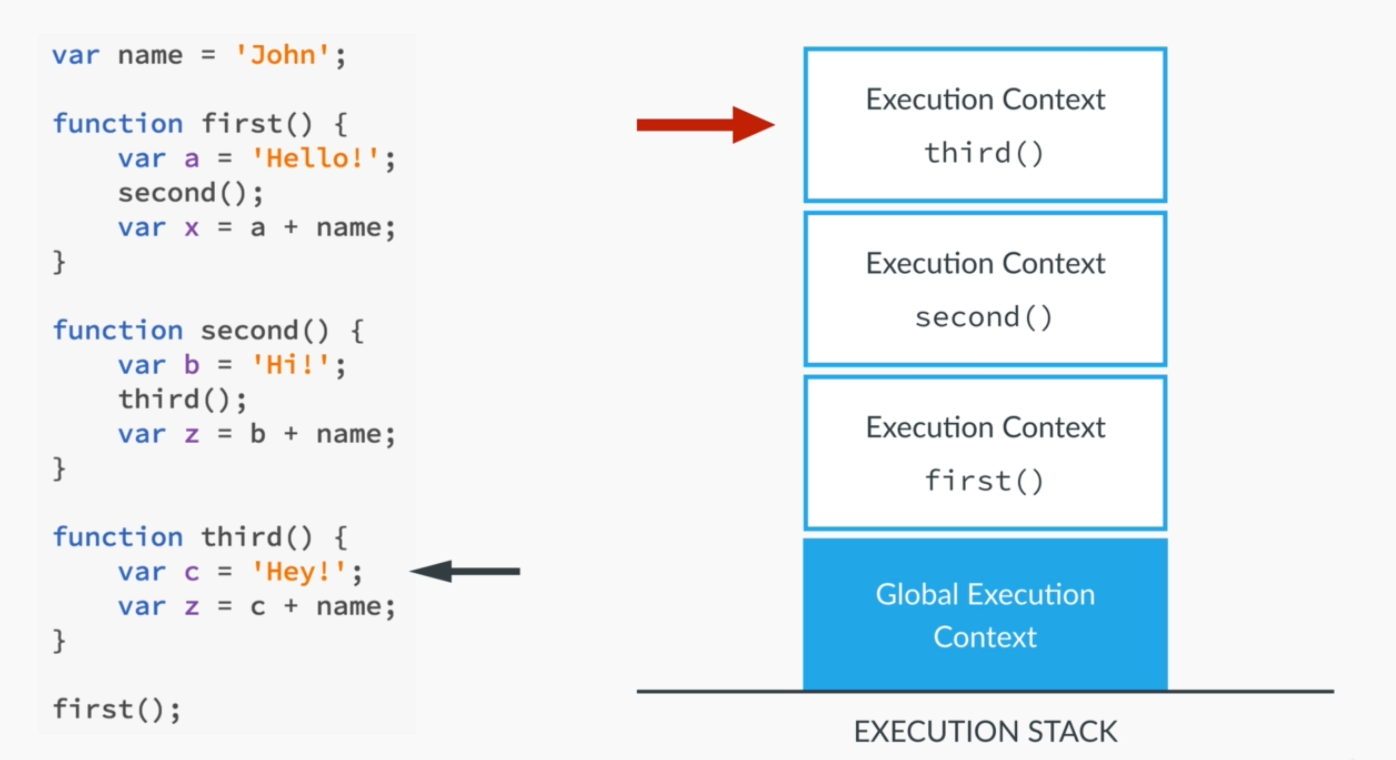 var name = 'John';
function first() {
    var a = 'Hello!';
    second();
    var x = a + name;
}
function second() {
    var b = 'Hi!';
    third();
    var z = b + name;
}
function third() {
    var c = 'Hey!';
    var z = c + name;
}
first();
Execution Context
third()
Execution Context
second()
Execution Context
first()
Global Execution
Context
EXECUTION STACK